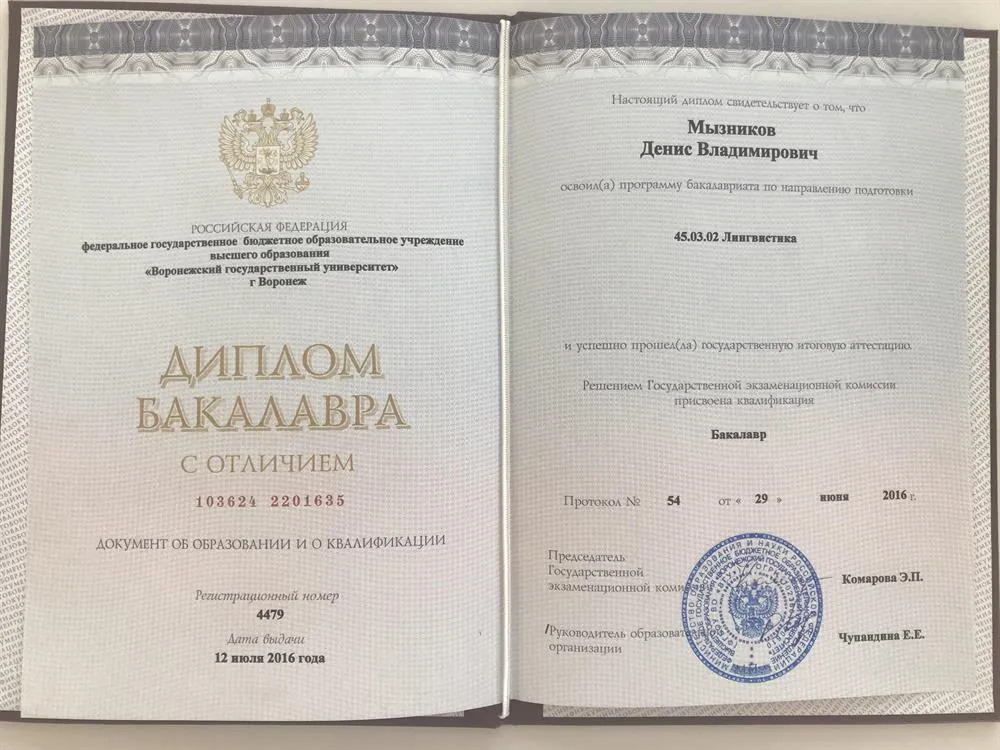 РОССИЙСКАЯ ФЕДЕРАЦИЯ
федеральное государственное бюджетное образовательное учреждение
высшего образования
«Воронежский государственный университет»
г Воронеж
ДИПЛОМ
БАКАЛАВРА
С ОТЛИЧИЕМ
103624 2201635
ДОКУМЕНТ ОБ ОБРАЗОВАНИИ И О КВАЛИФИКАЦИИ
Регистрационный номер
4479
Дата выдачи
12 июля 2016 года
Настоящий диплом свидетельствует о том, что
Мызников
Денис Владимирович
освоил(а) программу бакалавриата по направлению подготовки
45.03.02 Лингвистика
и успешно прошел(ла) государственную итоговую аттестацию.
Решением Государственной экзаменационной комиссии
присвоена квалификация
Бакалавр
Протокол № 54 от « 29 » июня 2016 г.
Председатель
Государственной
экзаменационной
Комарова Э.П.
Руководитель
организации
Чупандина Е.Е.